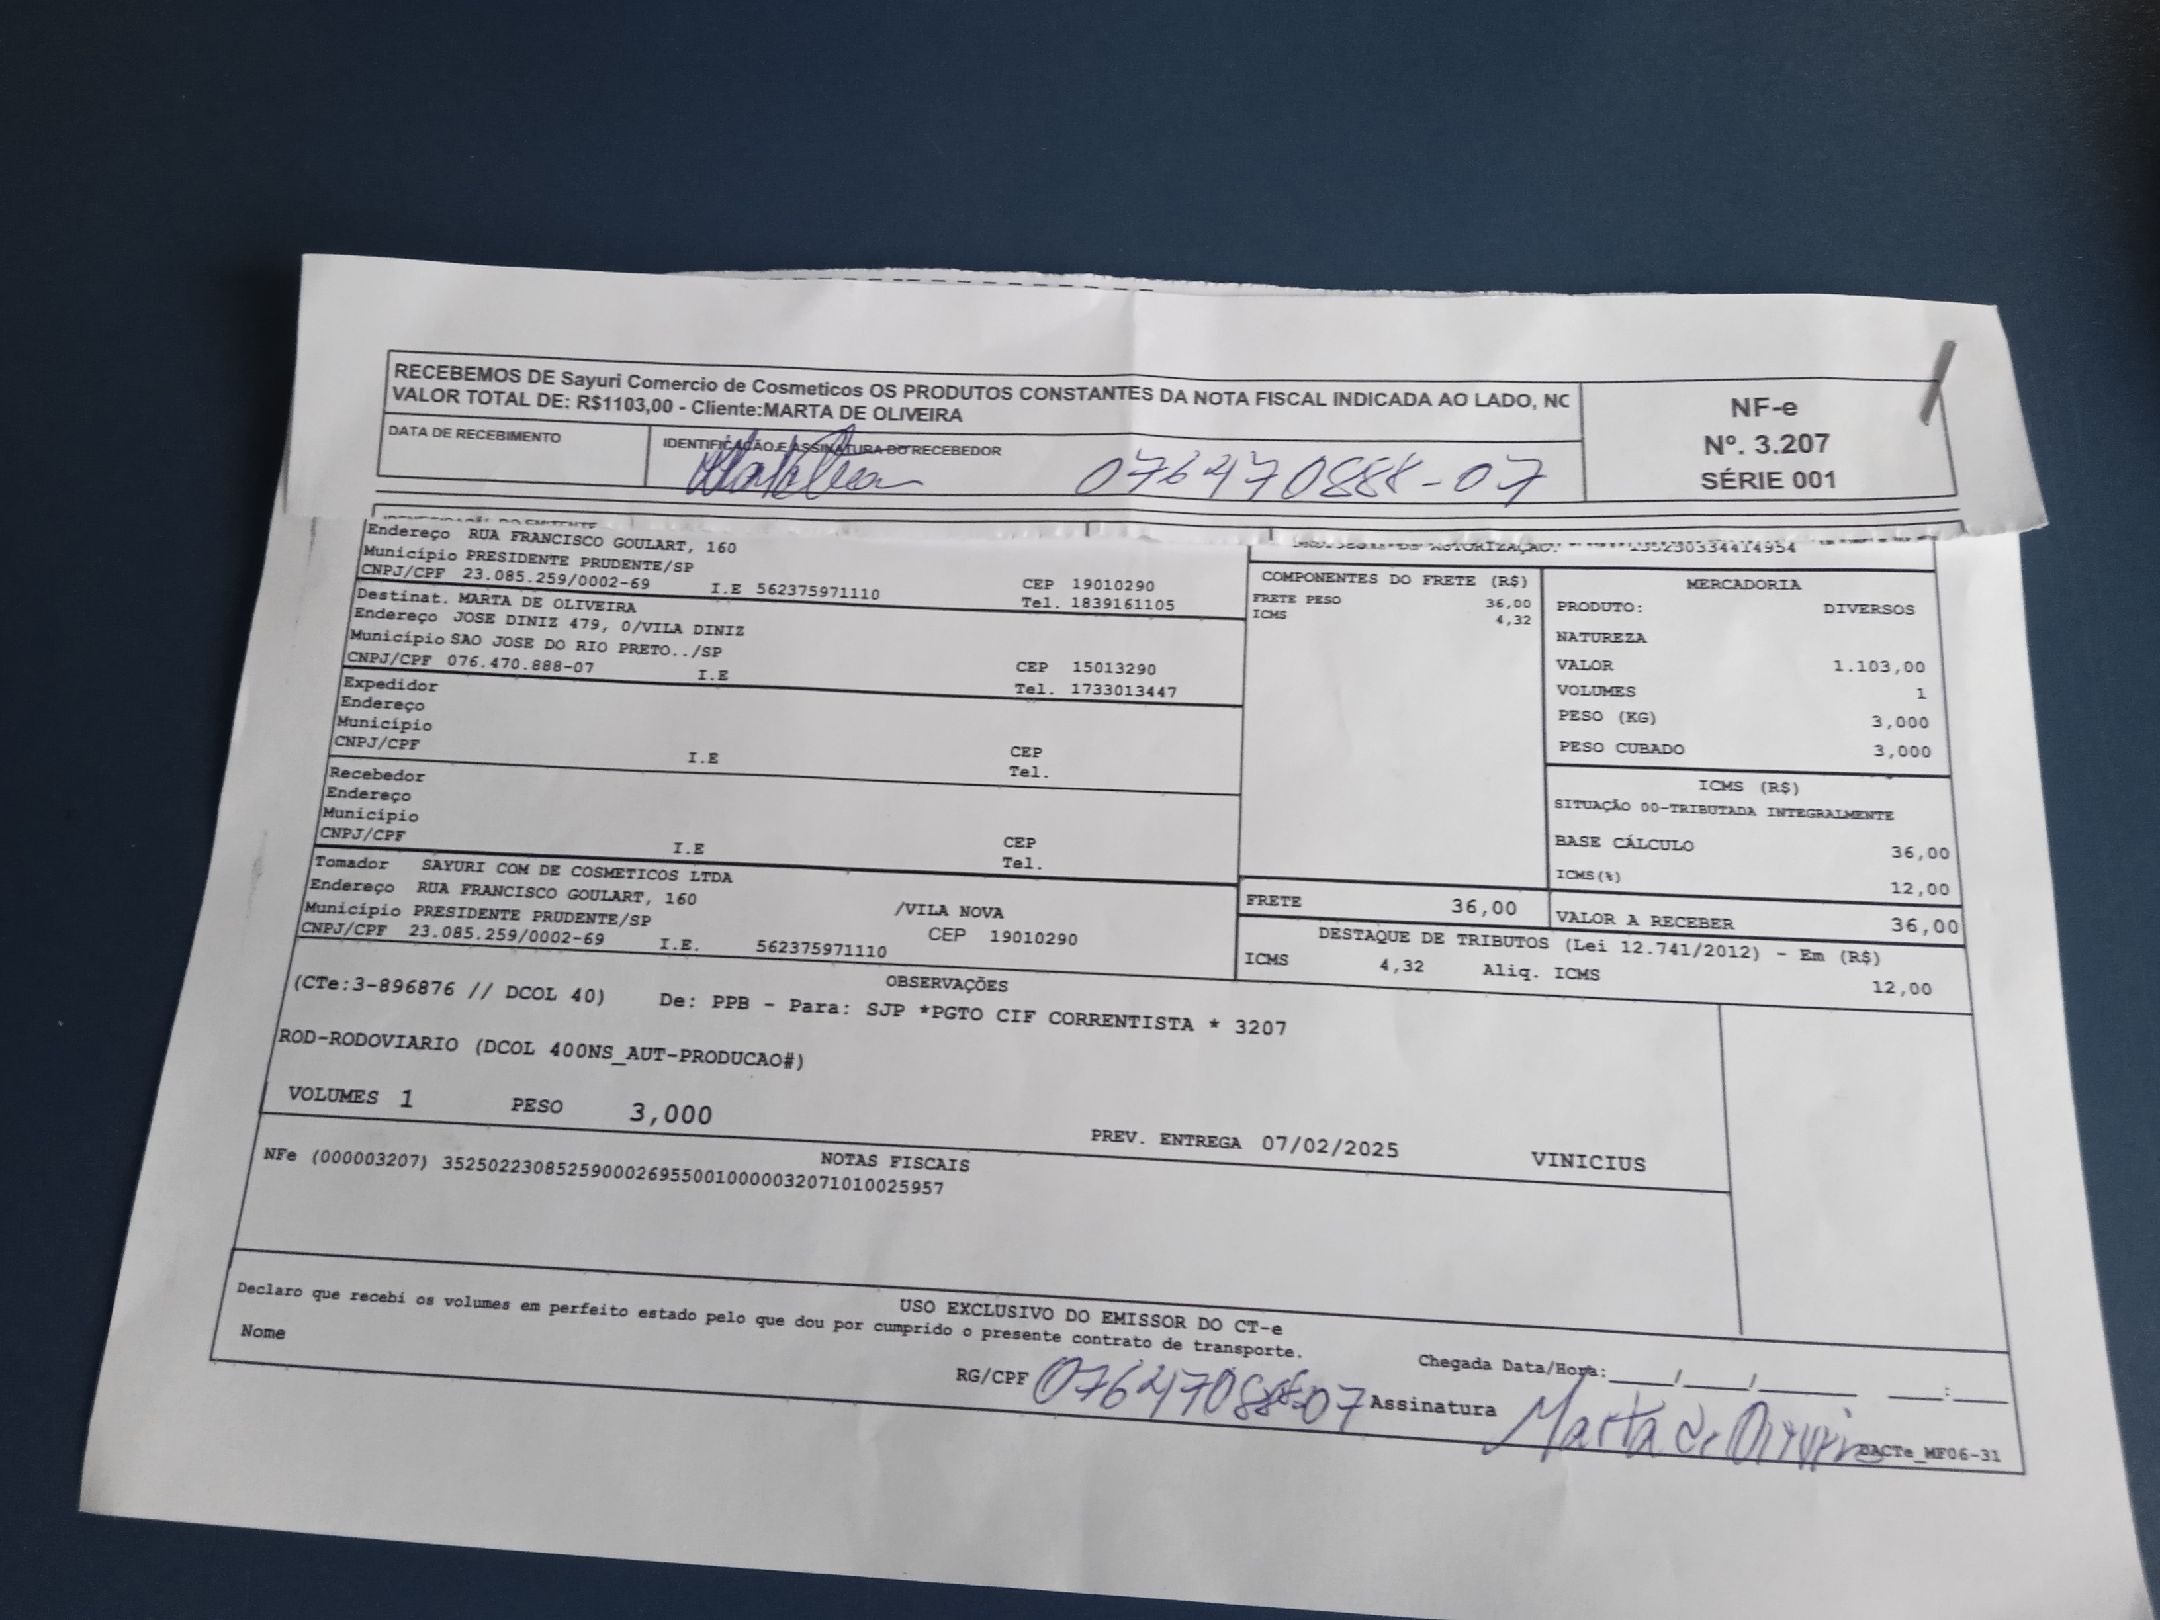 RECEBEMOS DE Sayuri Comercio de Cosmeticos OS PRODUTOS CONSTANTES DA NOTA FISCAL INDICADA AO LADO, NO
VALOR TOTAL DE: R$1103,00 - Cliente:MARTA DE OLIVEIRA
DATA DE RECEBIMENTO
IDENTIFICAÇÃO E ASSINATURA DO RECEBEDOR
076470888-07
NF-e
Nº. 3.207
SÉRIE 001
Endereço RUA FRANCISCO GOULART, 160
Município PRESIDENTE PRUDENTE/SP
CNPJ/CPF 23.085.259/0002-69 I.E 562375971110 CEP 19010290
Tel. 1839161105
Destinat. MARTA DE OLIVEIRA
Endereço JOSE DINIZ 479, 0/VILA DINIZ
Município SAO JOSE DO RIO PRETO../SP CEP 15013290
CNPJ/CPF 076.470.888-07 I.E Tel. 1733013447
Expedidor
Endereço
Município CEP
CNPJ/CPF I.E Tel.
Recebedor
Endereço
Município CEP
CNPJ/CPF I.E Tel.
Tomador SAYURI COM DE COSMETICOS LTDA
Endereço RUA FRANCISCO GOULART, 160 /VILA NOVA
Município PRESIDENTE PRUDENTE/SP CEP 19010290
CNPJ/CPF 23.085.259/0002-69 I.E. 562375971110
AUTORIZAÇÃO:
COMPONENTES DO FRETE (R$)
FRETE PESO 36,00
ICMS 4,32
MERCADORIA
PRODUTO: DIVERSOS
NATUREZA
VALOR 1.103,00
VOLUMES 1
PESO (KG) 3,000
PESO CUBADO 3,000
ICMS (R$)
SITUAÇÃO 00-TRIBUTADA INTEGRALMENTE
BASE CÁLCULO 36,00
ICMS(%) 12,00
FRETE 36,00
VALOR A RECEBER 36,00
DESTAQUE DE TRIBUTOS (Lei 12.741/2012) - Em (R$)
ICMS 4,32 Aliq. ICMS 12,00
OBSERVAÇÕES
(CTe:3-896876 // DCOL 40) De: PPB - Para: SJP *PGTO CIF CORRENTISTA * 3207
ROD-RODOVIARIO (DCOL 400NS_AUT-PRODUCAO#)
VOLUMES 1 PESO 3,000 PREV. ENTREGA 07/02/2025 VINICIUS
NOTAS FISCAIS
NFe (000003207) 35250223085259000269550010000032071010025957
USO EXCLUSIVO DO EMISSOR DO CT-e
Declaro que recebi os volumes em perfeito estado pelo que dou por cumprido o presente contrato de transporte.
Nome
Chegada Data/Hora:____/____/______ ___:____
RG/CPF 07647088807 Assinatura Marta de Oliveira
DACTe_MF06-31